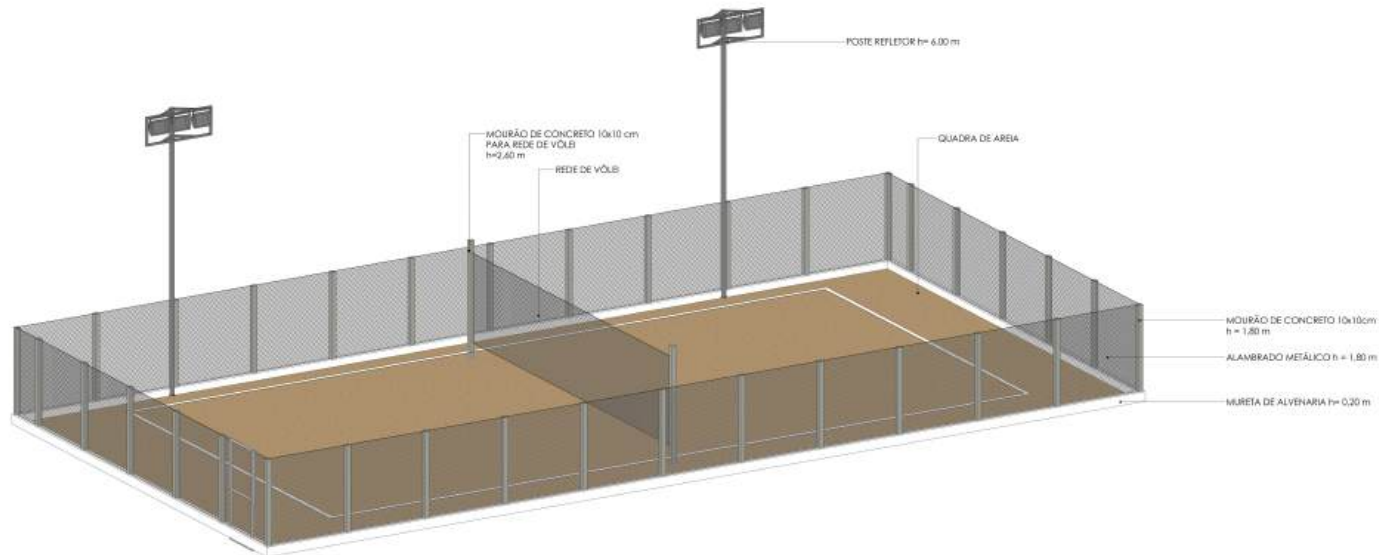 POSTE REFLETOR h= 6.00 m
MOURÃO DE CONCRETO 10x10 cm
PARA REDE DE VÔLEI
h=2,60 m
REDE DE VÔLEI
QUADRA DE AREIA
MOURÃO DE CONCRETO 10x10cm
h = 1,80 m
ALAMBRADO METÁLICO h = 1,80 m
MURETA DE ALVENARIA h= 0,20 m